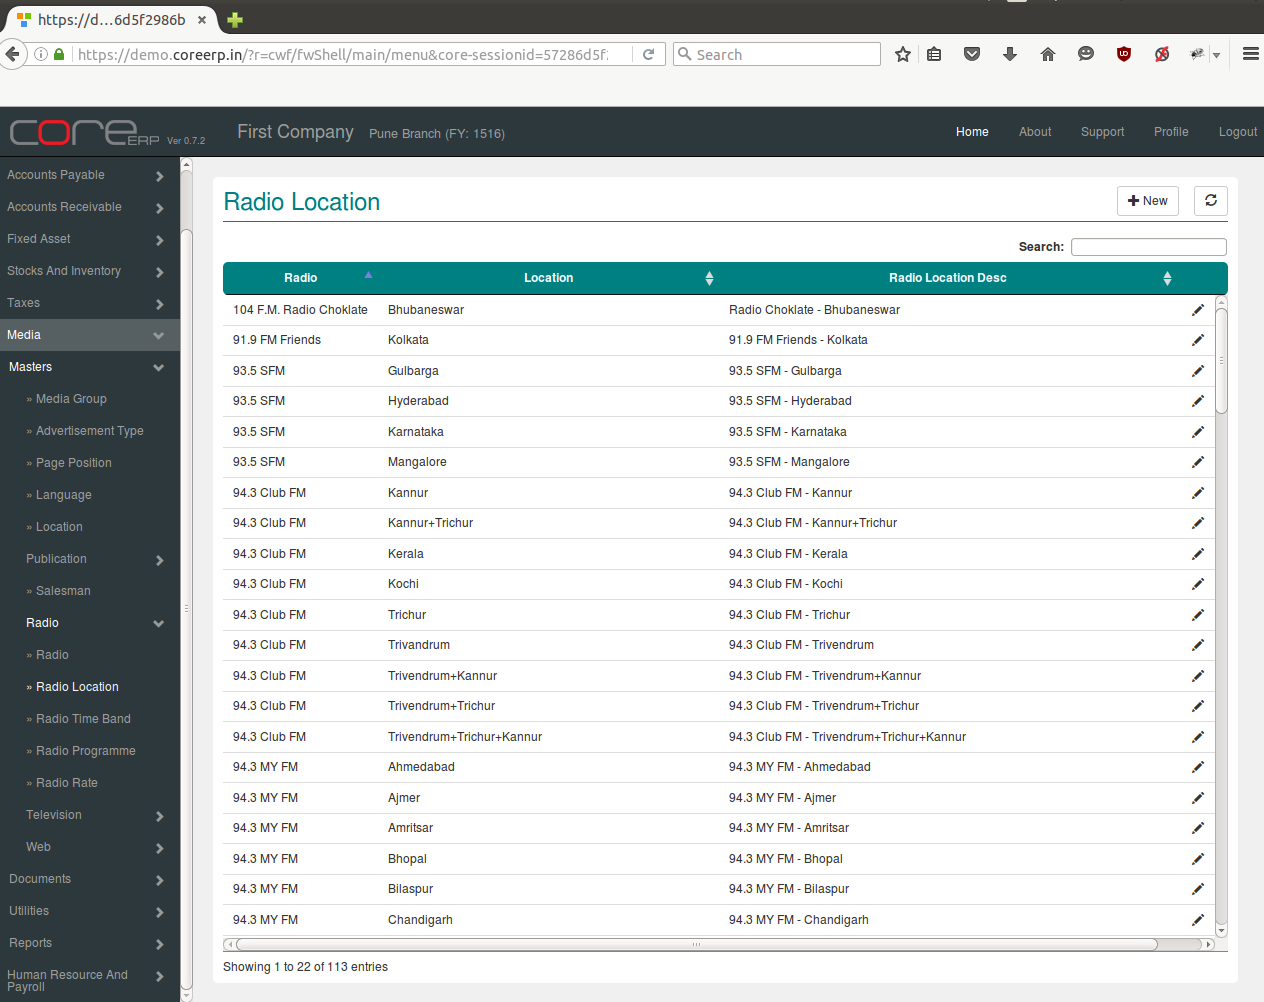 https://d...6d5f2986b
https://demo.coreerp.in/?r=cwf/fwShell/main/menu&core-sessionid=57286d5f
Search
core ERP Ver 0.7.2
First Company Pune Branch (FY: 1516)
Home About Support Profile Logout
Accounts Payable
Accounts Receivable
Fixed Asset
Stocks And Inventory
Taxes
Media
Masters
» Media Group
» Advertisement Type
» Page Position
» Language
» Location
Publication
» Salesman
Radio
» Radio
» Radio Location
» Radio Time Band
» Radio Programme
» Radio Rate
Television
Web
Documents
Utilities
Reports
Human Resource And
Payroll
Radio Location
New
Search:
Radio Location Radio Location Desc
104 F.M. Radio Choklate Bhubaneswar Radio Choklate - Bhubaneswar
91.9 FM Friends Kolkata 91.9 FM Friends - Kolkata
93.5 SFM Gulbarga 93.5 SFM - Gulbarga
93.5 SFM Hyderabad 93.5 SFM - Hyderabad
93.5 SFM Karnataka 93.5 SFM - Karnataka
93.5 SFM Mangalore 93.5 SFM - Mangalore
94.3 Club FM Kannur 94.3 Club FM - Kannur
94.3 Club FM Kannur+Trichur 94.3 Club FM - Kannur+Trichur
94.3 Club FM Kerala 94.3 Club FM - Kerala
94.3 Club FM Kochi 94.3 Club FM - Kochi
94.3 Club FM Trichur 94.3 Club FM - Trichur
94.3 Club FM Trivandrum 94.3 Club FM - Trivendrum
94.3 Club FM Trivendrum+Kannur 94.3 Club FM - Trivendrum+Kannur
94.3 Club FM Trivendrum+Trichur 94.3 Club FM - Trivendrum+Trichur
94.3 Club FM Trivendrum+Trichur+Kannur 94.3 Club FM - Trivendrum+Trichur+Kannur
94.3 MY FM Ahmedabad 94.3 MY FM - Ahmedabad
94.3 MY FM Ajmer 94.3 MY FM - Ajmer
94.3 MY FM Amritsar 94.3 MY FM - Amritsar
94.3 MY FM Bhopal 94.3 MY FM - Bhopal
94.3 MY FM Bilaspur 94.3 MY FM - Bilaspur
94.3 MY FM Chandigarh 94.3 MY FM - Chandigarh
Showing 1 to 22 of 113 entries